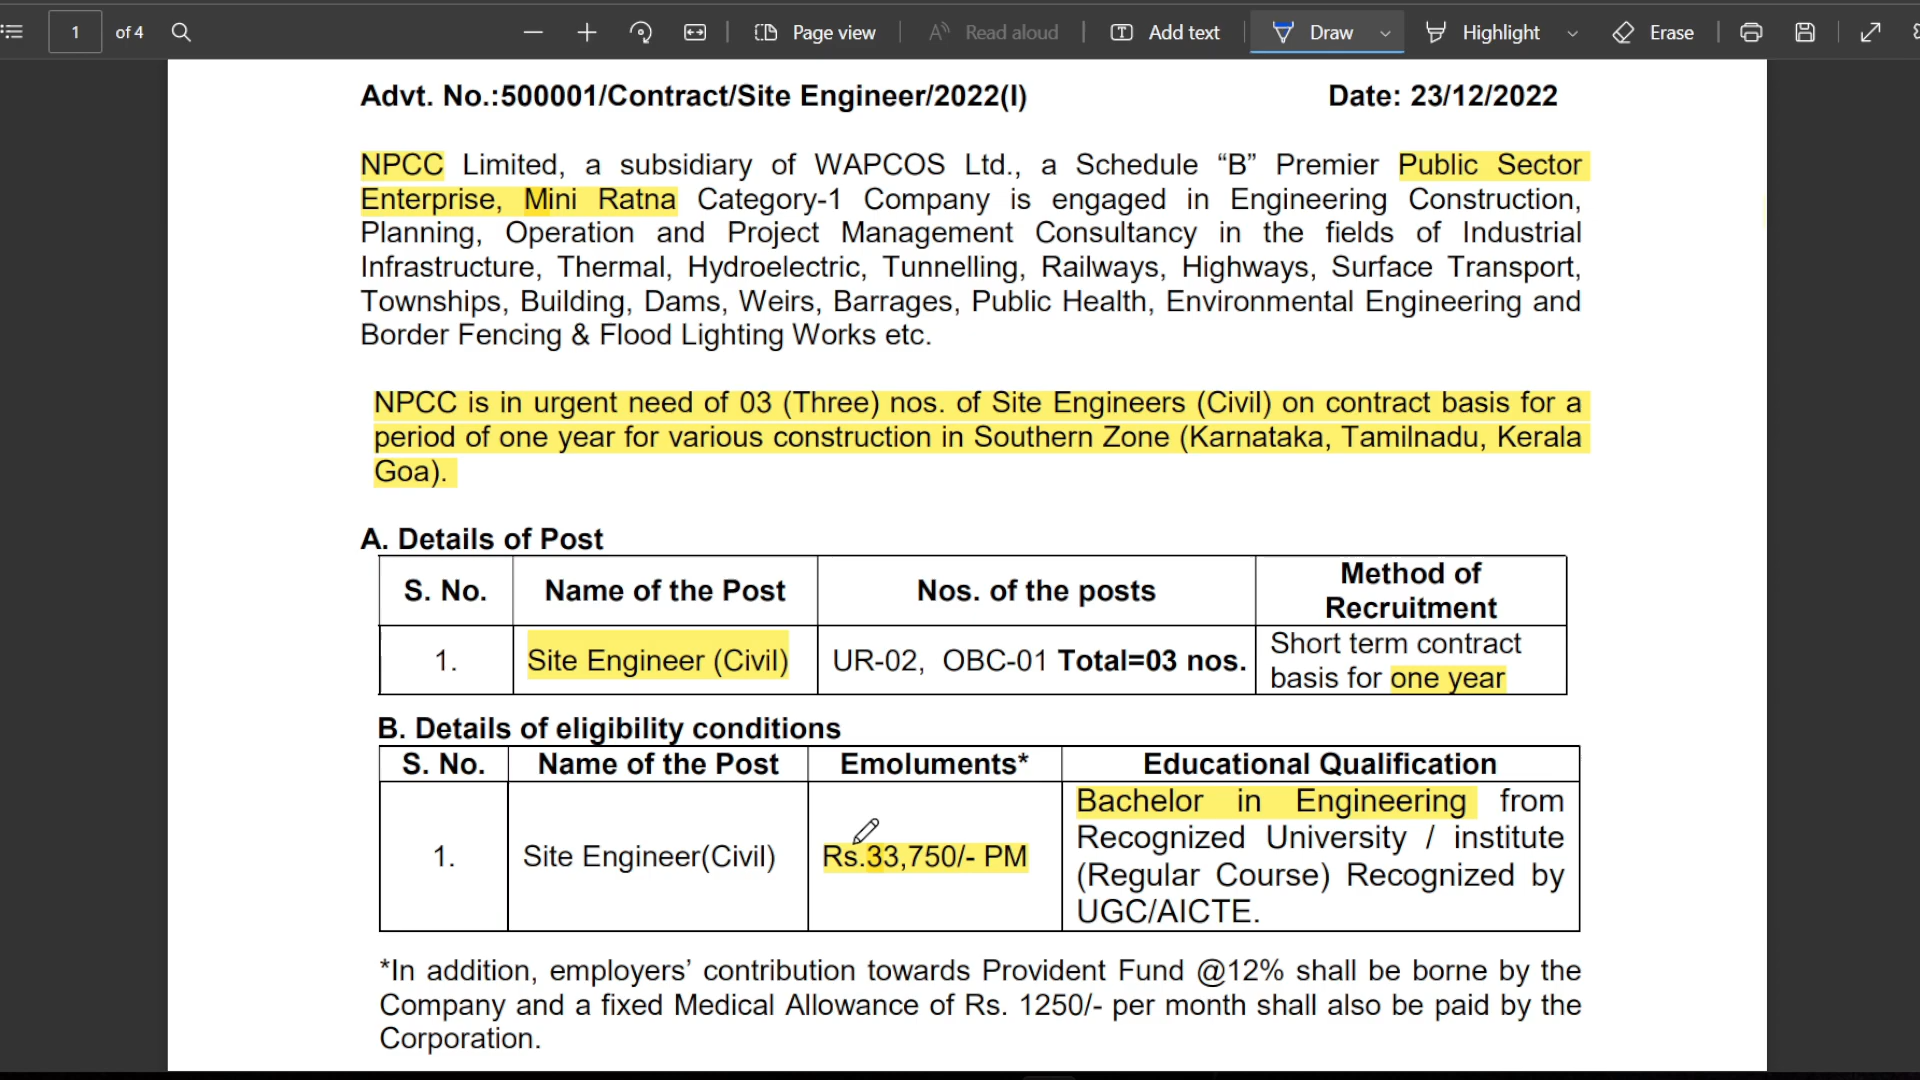 1 of 4 Page view Read aloud Add text Draw Highlight Erase
Advt. No.:500001/Contract/Site Engineer/2022(I) Date: 23/12/2022
NPCC Limited, a subsidiary of WAPCOS Ltd., a Schedule “B” Premier Public Sector
Enterprise, Mini Ratna Category-1 Company is engaged in Engineering Construction,
Planning, Operation and Project Management Consultancy in the fields of Industrial
Infrastructure, Thermal, Hydroelectric, Tunnelling, Railways, Highways, Surface Transport,
Townships, Building, Dams, Weirs, Barrages, Public Health, Environmental Engineering and
Border Fencing & Flood Lighting Works etc.
NPCC is in urgent need of 03 (Three) nos. of Site Engineers (Civil) on contract basis for a
period of one year for various construction in Southern Zone (Karnataka, Tamilnadu, Kerala
Goa).
A. Details of Post
S. No. Name of the Post Nos. of the posts Method of
Recruitment
1. Site Engineer (Civil) UR-02, OBC-01 Total=03 nos. Short term contract
basis for one year
B. Details of eligibility conditions
S. No. Name of the Post Emoluments* Educational Qualification
1. Site Engineer(Civil) Rs.33,750/- PM Bachelor in Engineering from
Recognized University / institute
(Regular Course) Recognized by
UGC/AICTE.
*In addition, employers’ contribution towards Provident Fund @12% shall be borne by the
Company and a fixed Medical Allowance of Rs. 1250/- per month shall also be paid by the
Corporation.